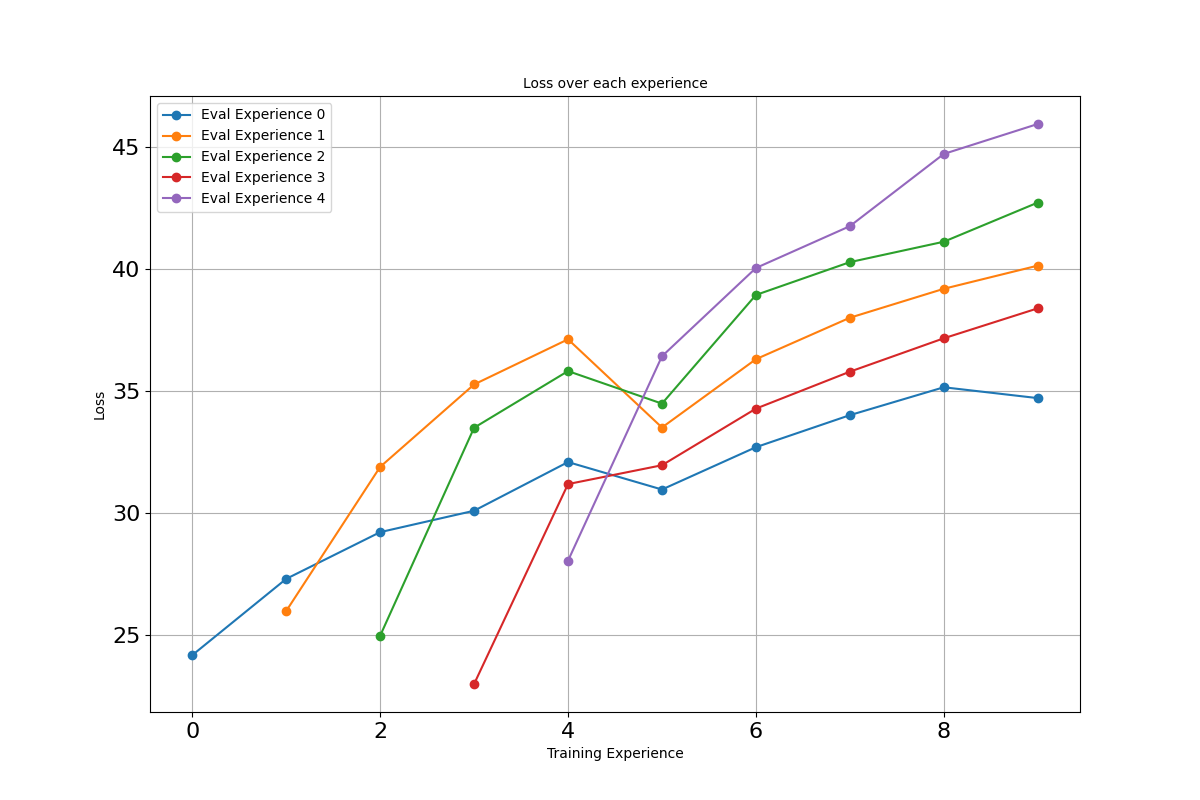 Loss over each experience
Eval Experience 0
Eval Experience 1
Eval Experience 2
Eval Experience 3
Eval Experience 4
45
40
35
30
25
Loss
0 2 4 6 8
Training Experience